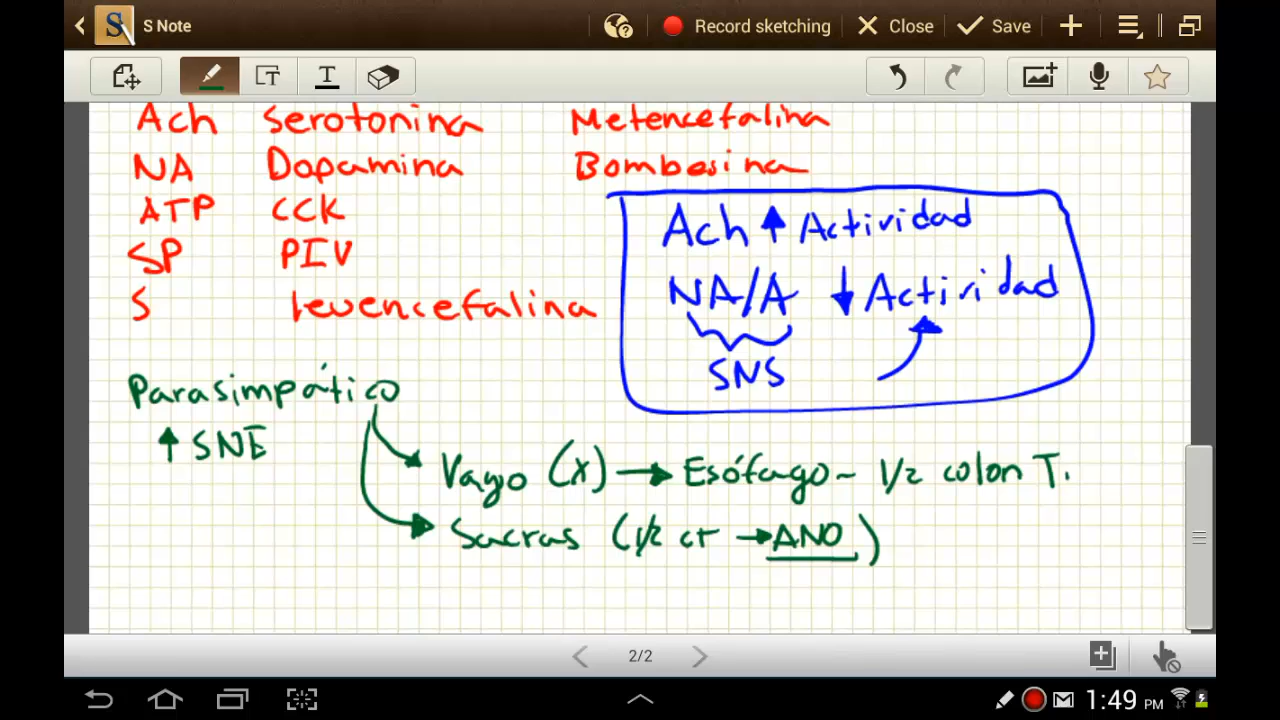 S Note
Record sketching
Close
Save
Ach Serotonina Metencefalina
NA Dopamina Bombesina
ATP CCK
SP PIV
S leuencefalina
Ach ↑ Actividad
NA/A ↓ Actividad
SNS
Parasimpático
↑ SNE
Vago (X) → Esófago ~ 1/2 colon T.
Sacras (1/2 ct → ANO)
2/2
1:49 PM